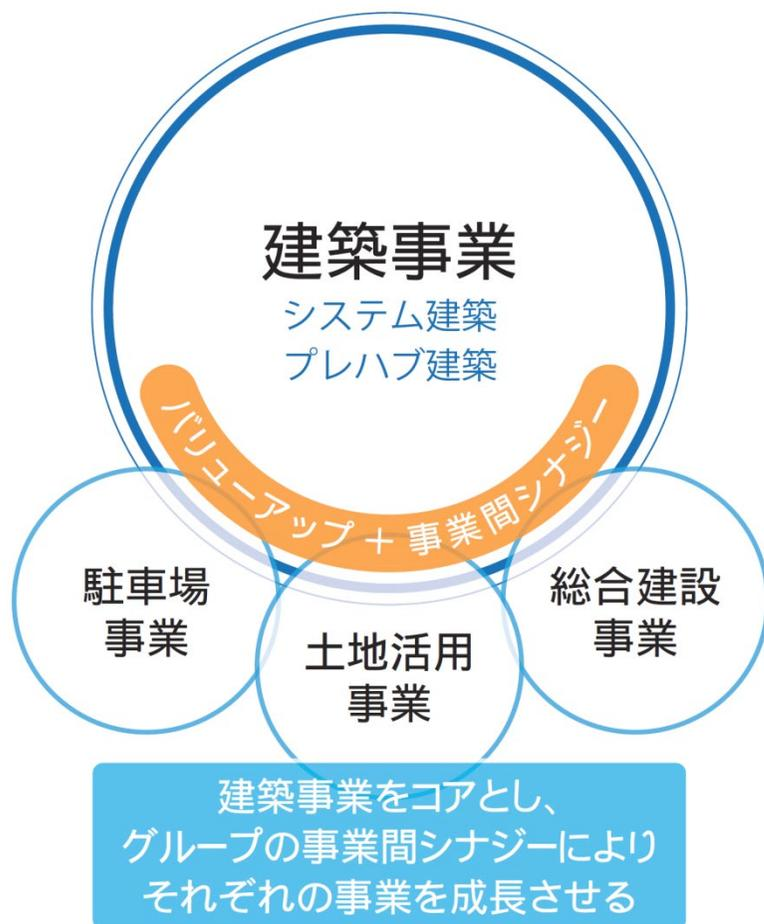 建築事業
システム建築
プレハブ建築
バリューアップ + 事業間シナジー
駐車場
事業
土地活用
事業
総合建設
事業
建築事業をコアとし、
グループの事業間シナジーにより
それぞれの事業を成長させる